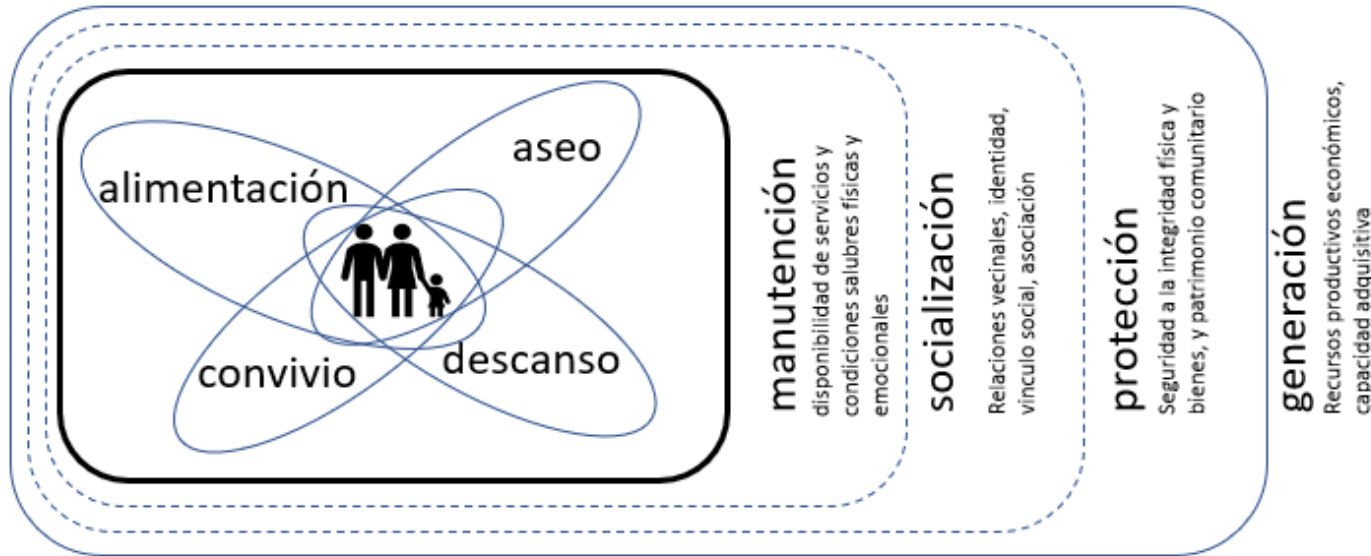 alimentación
aseo
convivio
descanso
manutención
disponibilidad de servicios y
condiciones salubres físicas y
emocionales
socialización
Relaciones vecinales, identidad,
vinculo social, asociación
protección
Seguridad a la integridad física y
bienes, y patrimonio comunitario
generación
Recursos productivos económicos,
capacidad adquisitiva